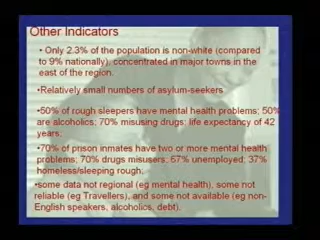 Other Indicators
• Only 2.3% of the population is non-white (compared
to 9% nationally), concentrated in major towns in the
east of the region.
•Relatively small numbers of asylum-seekers
•50% of rough sleepers have mental health problems; 50%
are alcoholics; 70% misusing drugs; life expectancy of 42
years.
•70% of prison inmates have two or more mental health
problems; 70% drugs misusers; 67% unemployed; 37%
homeless/sleeping rough.
•some data not regional (eg mental health), some not
reliable (eg Travellers), and some not available (eg non-
English speakers, alcoholics, debt).